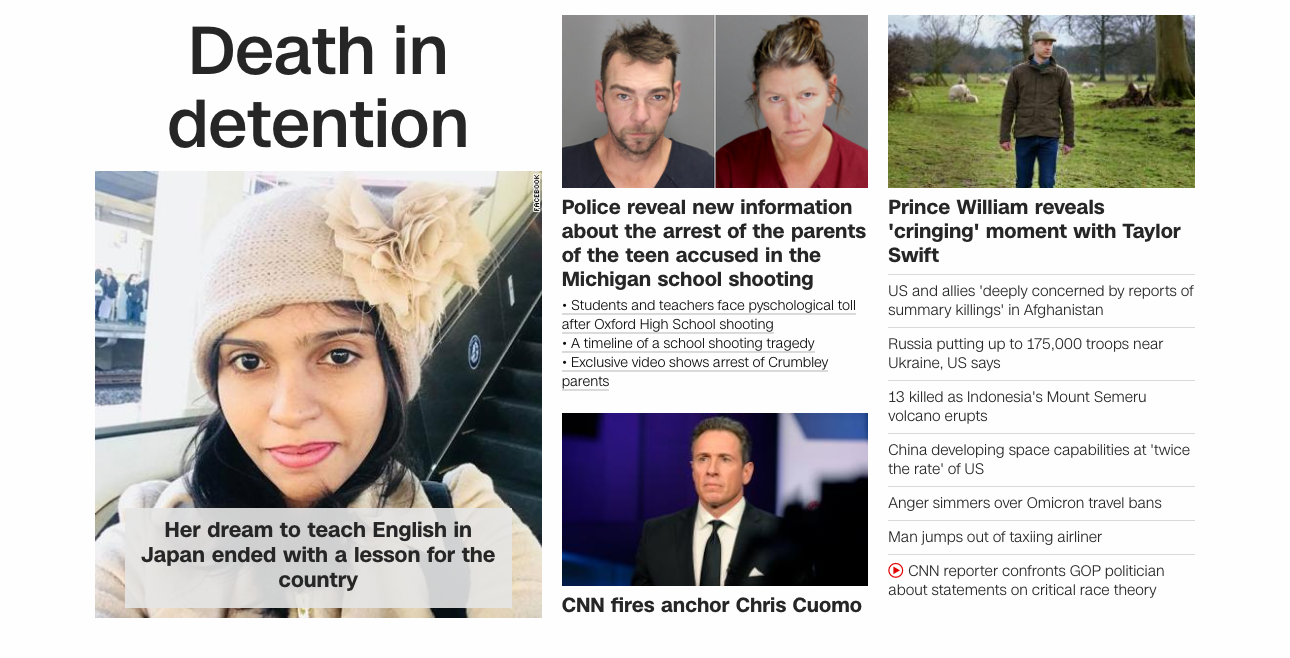 Death in
detention
FACEBOOK
Her dream to teach English in
Japan ended with a lesson for the
country
Police reveal new information
about the arrest of the parents
of the teen accused in the
Michigan school shooting
• Students and teachers face pyschological toll
after Oxford High School shooting
• A timeline of a school shooting tragedy
• Exclusive video shows arrest of Crumbley
parents
CNN fires anchor Chris Cuomo
Prince William reveals
'cringing' moment with Taylor
Swift
US and allies 'deeply concerned by reports of
summary killings' in Afghanistan
Russia putting up to 175,000 troops near
Ukraine, US says
13 killed as Indonesia's Mount Semeru
volcano erupts
China developing space capabilities at 'twice
the rate' of US
Anger simmers over Omicron travel bans
Man jumps out of taxiing airliner
CNN reporter confronts GOP politician
about statements on critical race theory